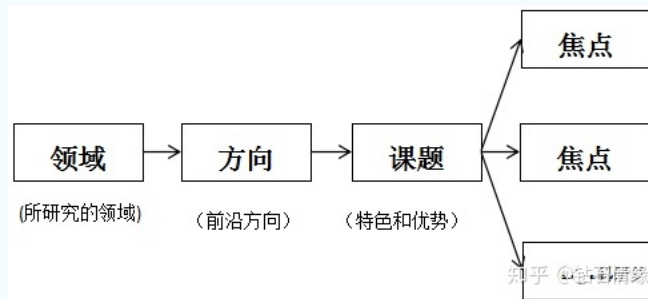 焦点
领域
方向
课题
焦点
(所研究的领域)
（前沿方向）
（特色和优势）
知乎